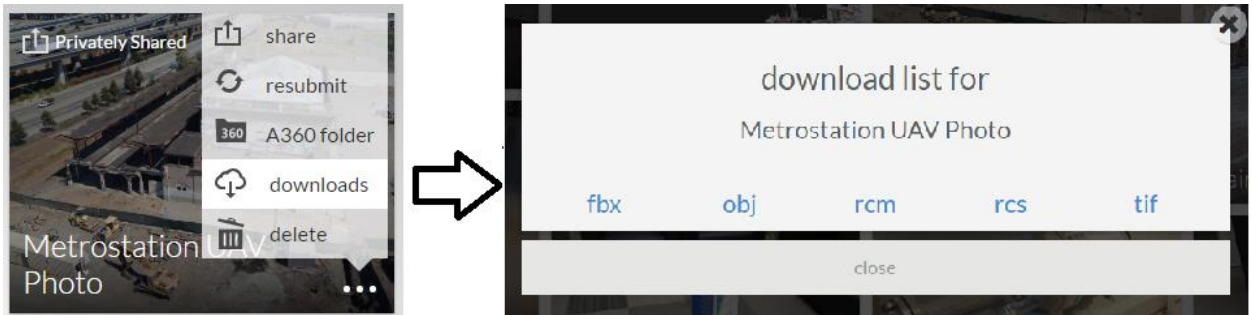 Privately Shared
share
resubmit
360 A360 folder
downloads
delete
Metrostation UAV
Photo
download list for
Metrostation UAV Photo
fbx obj rcm rcs tif
close